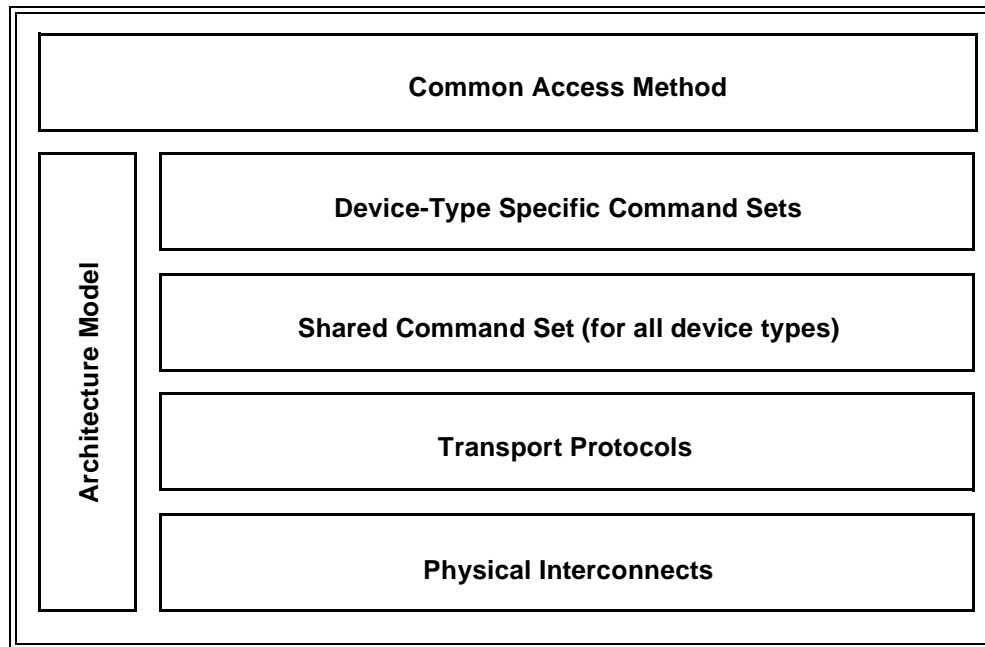 Common Access Method
Architecture Model
Device-Type Specific Command Sets
Shared Command Set (for all device types)
Transport Protocols
Physical Interconnects